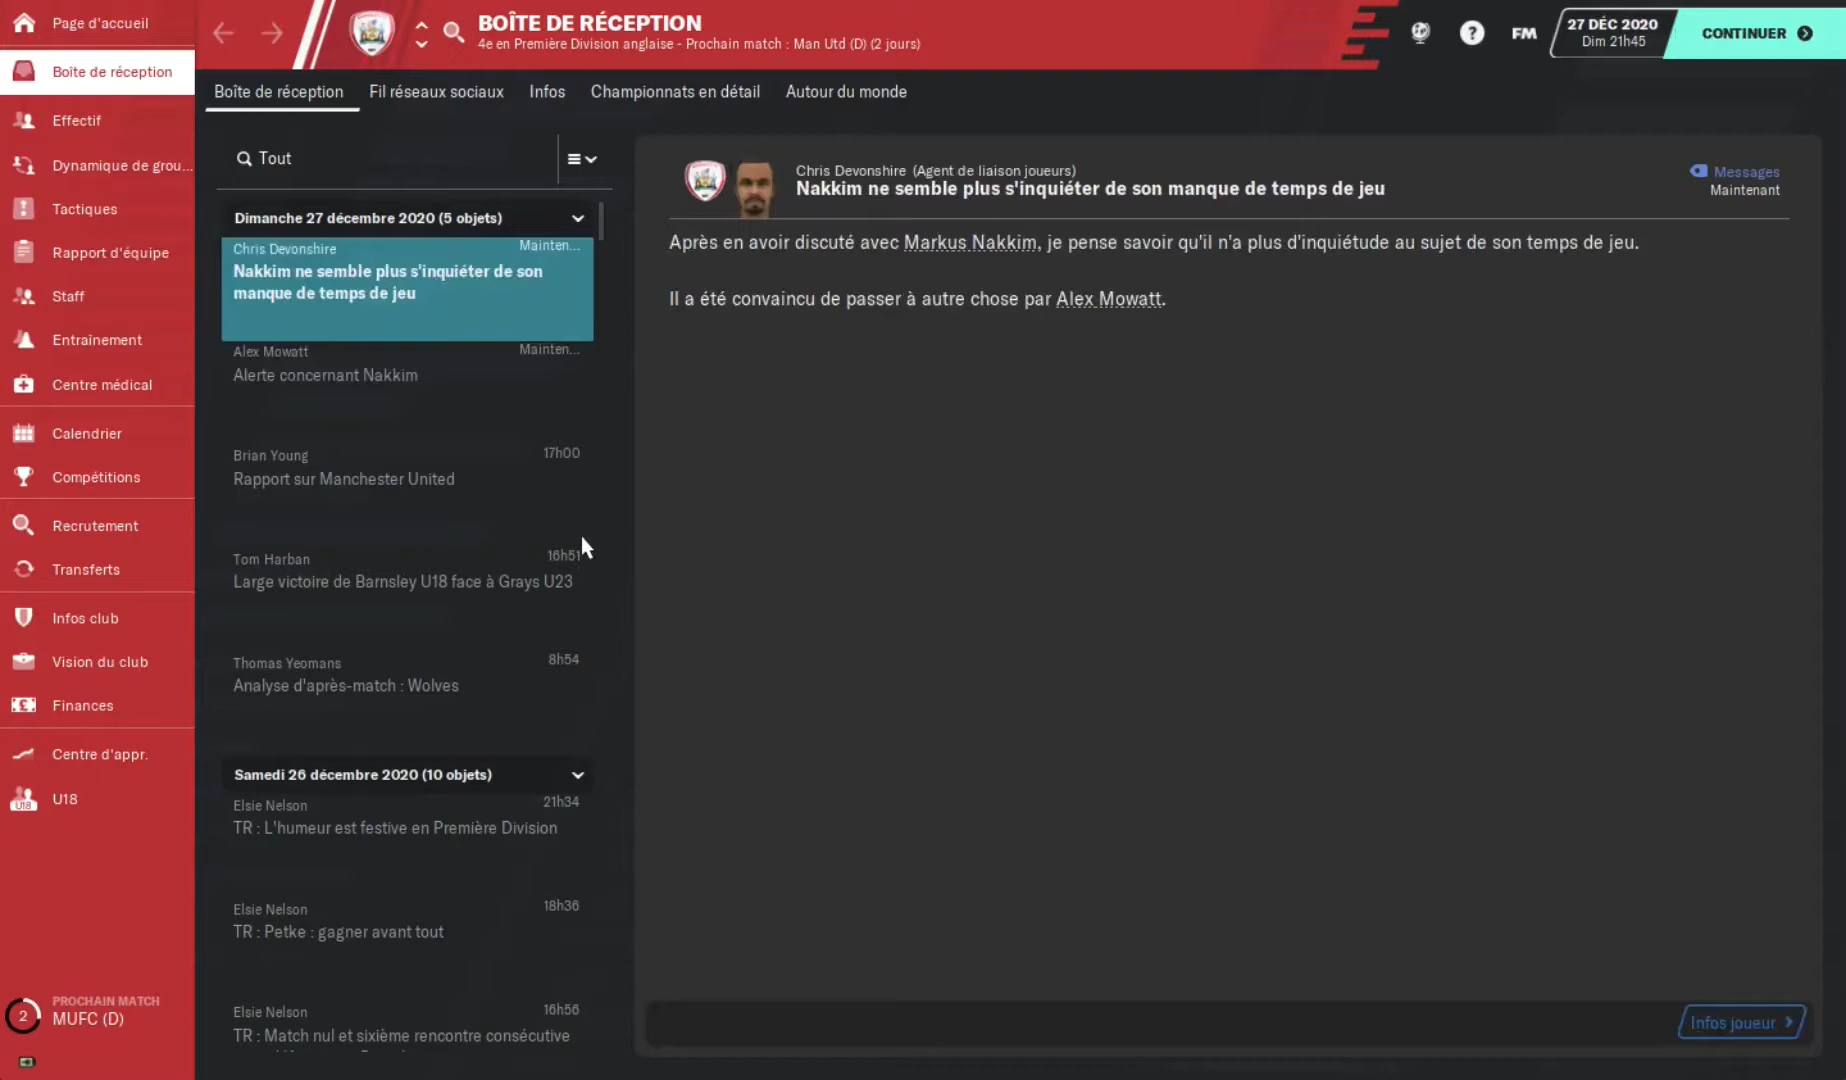 Page d'accueil
Boîte de réception
Effectif
Dynamique de grou...
Tactiques
Rapport d'équipe
Staff
Entraînement
Centre médical
Calendrier
Compétitions
Recrutement
Transferts
Infos club
Vision du club
Finances
Centre d'appr.
U18
U18
2
PROCHAIN MATCH
MUFC (D)
BOÎTE DE RÉCEPTION
4e en Première Division anglaise - Prochain match : Man Utd (D) (2 jours)
?
FM
27 DÉC 2020
Dim 21h45
CONTINUER
Boîte de réception
Fil réseaux sociaux
Infos
Championnats en détail
Autour du monde
Tout
Dimanche 27 décembre 2020 (5 objets)
Chris Devonshire
Mainten...
Nakkim ne semble plus s'inquiéter de son
manque de temps de jeu
Alex Mowatt
Mainten...
Alerte concernant Nakkim
Brian Young
17h00
Rapport sur Manchester United
Tom Harban
16h51
Large victoire de Barnsley U18 face à Grays U23
Thomas Yeomans
8h54
Analyse d'après-match : Wolves
Samedi 26 décembre 2020 (10 objets)
Elsie Nelson
21h34
TR : L'humeur est festive en Première Division
Elsie Nelson
18h36
TR : Petke : gagner avant tout
Elsie Nelson
16h56
TR : Match nul et sixième rencontre consécutive
Chris Devonshire (Agent de liaison joueurs)
Nakkim ne semble plus s'inquiéter de son manque de temps de jeu
Messages
Maintenant
Après en avoir discuté avec Markus Nakkim, je pense savoir qu'il n'a plus d'inquiétude au sujet de son temps de jeu.
Il a été convaincu de passer à autre chose par Alex Mowatt.
Infos joueur